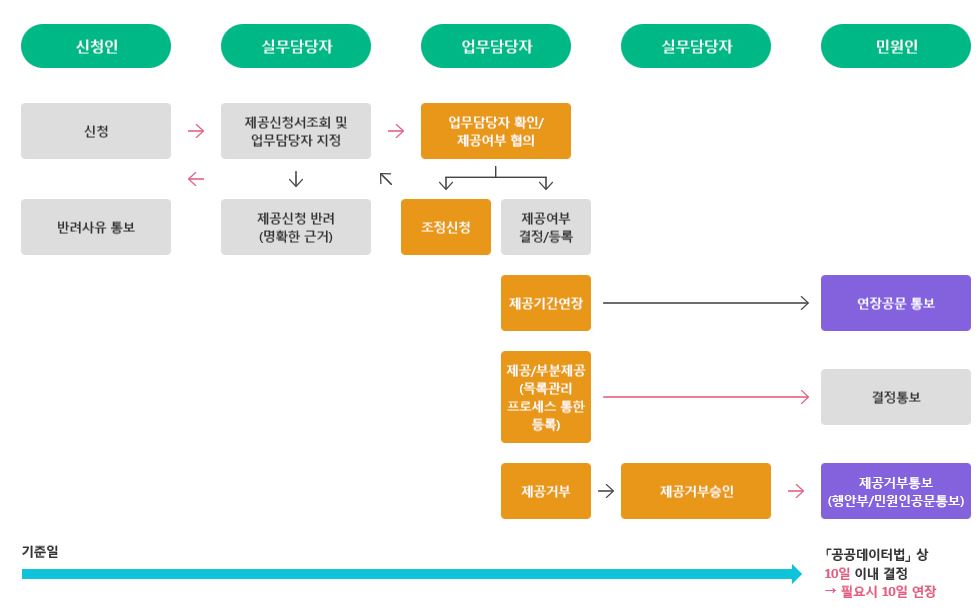 신청인
실무담당자
업무담당자
실무담당자
민원인
신청
제공신청서조회 및
업무담당자 지정
업무담당자 확인/
제공여부 협의
반려사유 통보
제공신청 반려
(명확한 근거)
조정신청
제공여부
결정/등록
제공기간연장
연장공문 통보
제공/부분제공
(목록관리
프로세스 통한
등록)
결정통보
제공거부
제공거부승인
제공거부통보
(행안부/민원인공문통보)
기준일
「공공데이터법」 상
10일 이내 결정
→ 필요시 10일 연장